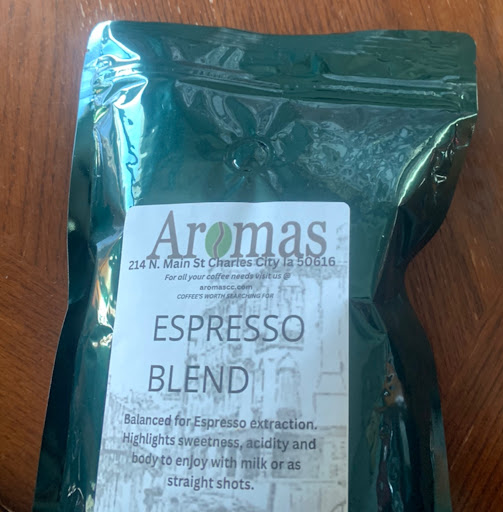 Aromas
214 N. Main St Charles City Ia 50616
For all your coffee needs visit us @
aromascc.com
COFFEE'S WORTH SEARCHING FOR
ESPRESSO
BLEND
Balanced for Espresso extraction.
Highlights sweetness, acidity and
body to enjoy with milk or as
straight shots.